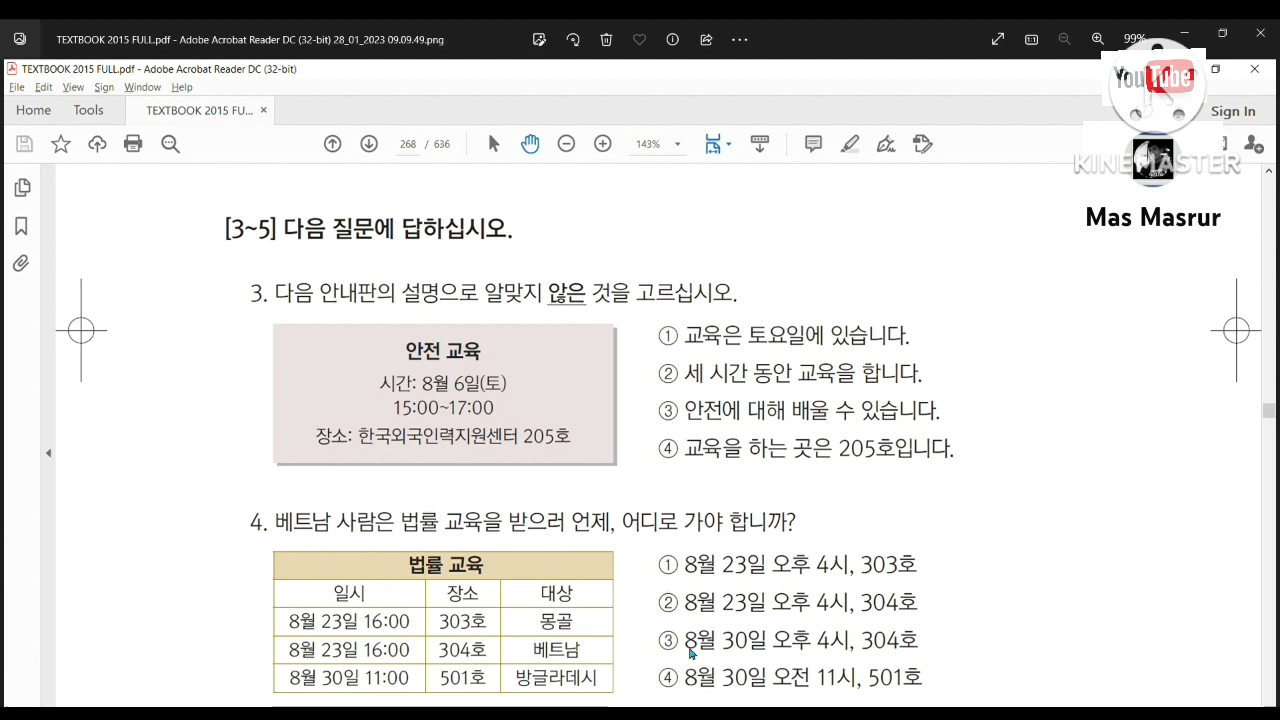 TEXTBOOK 2015 FULL.pdf - Adobe Acrobat Reader DC (32-bit) 28_01_2023 09.09.49.png
99%
TEXTBOOK 2015 FULL.pdf - Adobe Acrobat Reader DC (32-bit)
File Edit View Sign Window Help
YouTube
Home Tools TEXTBOOK 2015 FU... × Sign In
268 / 636 143%
KINEMASTER
Mas Masrur
[3~5] 다음 질문에 답하십시오.
3. 다음 안내판의 설명으로 알맞지 않은 것을 고르십시오.
안전 교육
시간: 8월 6일(토)
15:00~17:00
장소: 한국외국인력지원센터 205호
① 교육은 토요일에 있습니다.
② 세 시간 동안 교육을 합니다.
③ 안전에 대해 배울 수 있습니다.
④ 교육을 하는 곳은 205호입니다.
4. 베트남 사람은 법률 교육을 받으러 언제, 어디로 가야 합니까?
법률 교육
일시 장소 대상
8월 23일 16:00 303호 몽골
8월 23일 16:00 304호 베트남
8월 30일 11:00 501호 방글라데시
① 8월 23일 오후 4시, 303호
② 8월 23일 오후 4시, 304호
③ 8월 30일 오후 4시, 304호
④ 8월 30일 오전 11시, 501호